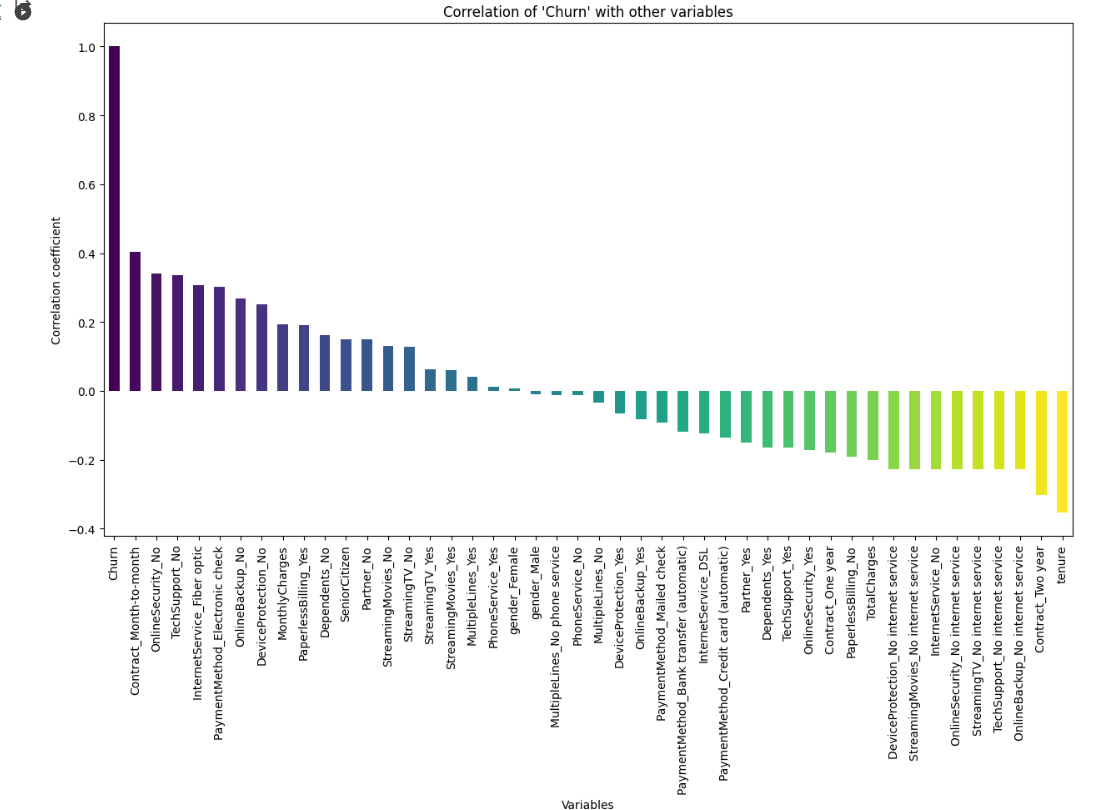 Correlation of 'Churn' with other variables
Correlation coefficient
1.0
0.8
0.6
0.4
0.2
0.0
−0.2
−0.4
Churn
Contract_Month-to-month
OnlineSecurity_No
TechSupport_No
InternetService_Fiber optic
PaymentMethod_Electronic check
OnlineBackup_No
DeviceProtection_No
MonthlyCharges
PaperlessBilling_Yes
Dependents_No
SeniorCitizen
Partner_No
StreamingMovies_No
StreamingTV_No
StreamingTV_Yes
StreamingMovies_Yes
MultipleLines_Yes
PhoneService_Yes
gender_Female
gender_Male
MultipleLines_No phone service
PhoneService_No
MultipleLines_No
DeviceProtection_Yes
OnlineBackup_Yes
PaymentMethod_Mailed check
PaymentMethod_Bank transfer (automatic)
InternetService_DSL
PaymentMethod_Credit card (automatic)
Partner_Yes
Dependents_Yes
TechSupport_Yes
OnlineSecurity_Yes
Contract_One year
PaperlessBilling_No
TotalCharges
DeviceProtection_No internet service
StreamingMovies_No internet service
InternetService_No
OnlineSecurity_No internet service
StreamingTV_No internet service
TechSupport_No internet service
OnlineBackup_No internet service
Contract_Two year
tenure
Variables